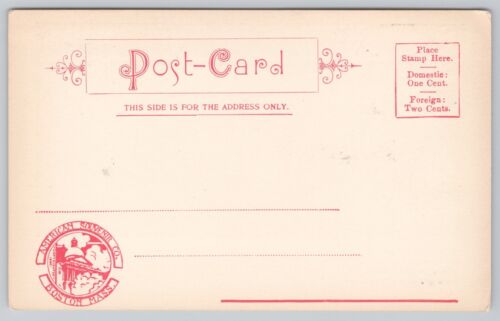 Post-Card
THIS SIDE IS FOR THE ADDRESS ONLY.
Place
Stamp Here.
Domestic:
One Cent.
Foreign:
Two Cents.
AMERICAN SOUVENIR CO.
BOSTON MASS.